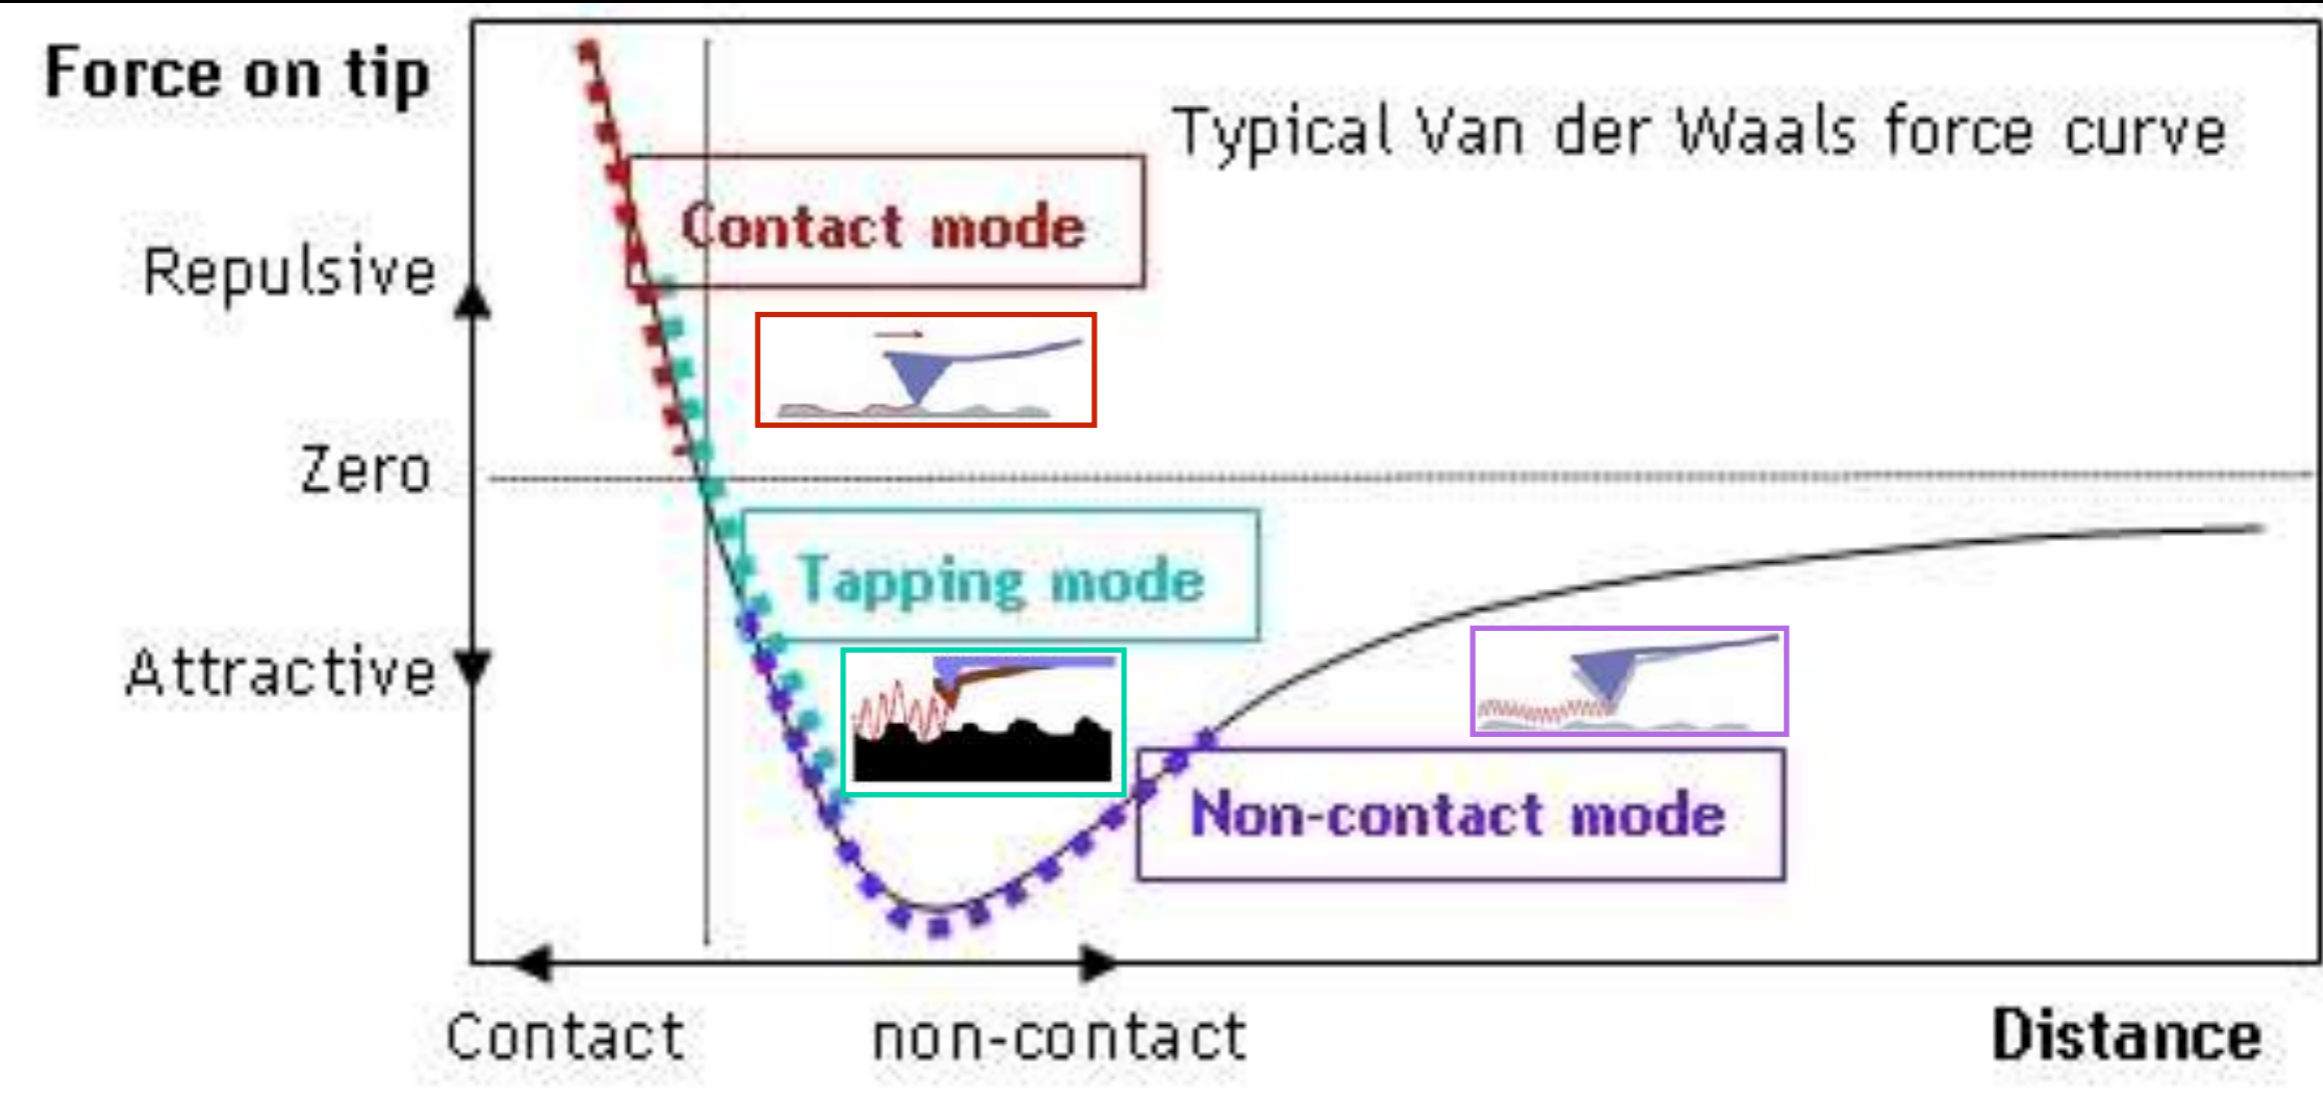 Force on tip
Typical Van der Waals force curve
Contact mode
Repulsive
Zero
Tapping mode
Attractive
Non-contact mode
Contact
non-contact
Distance